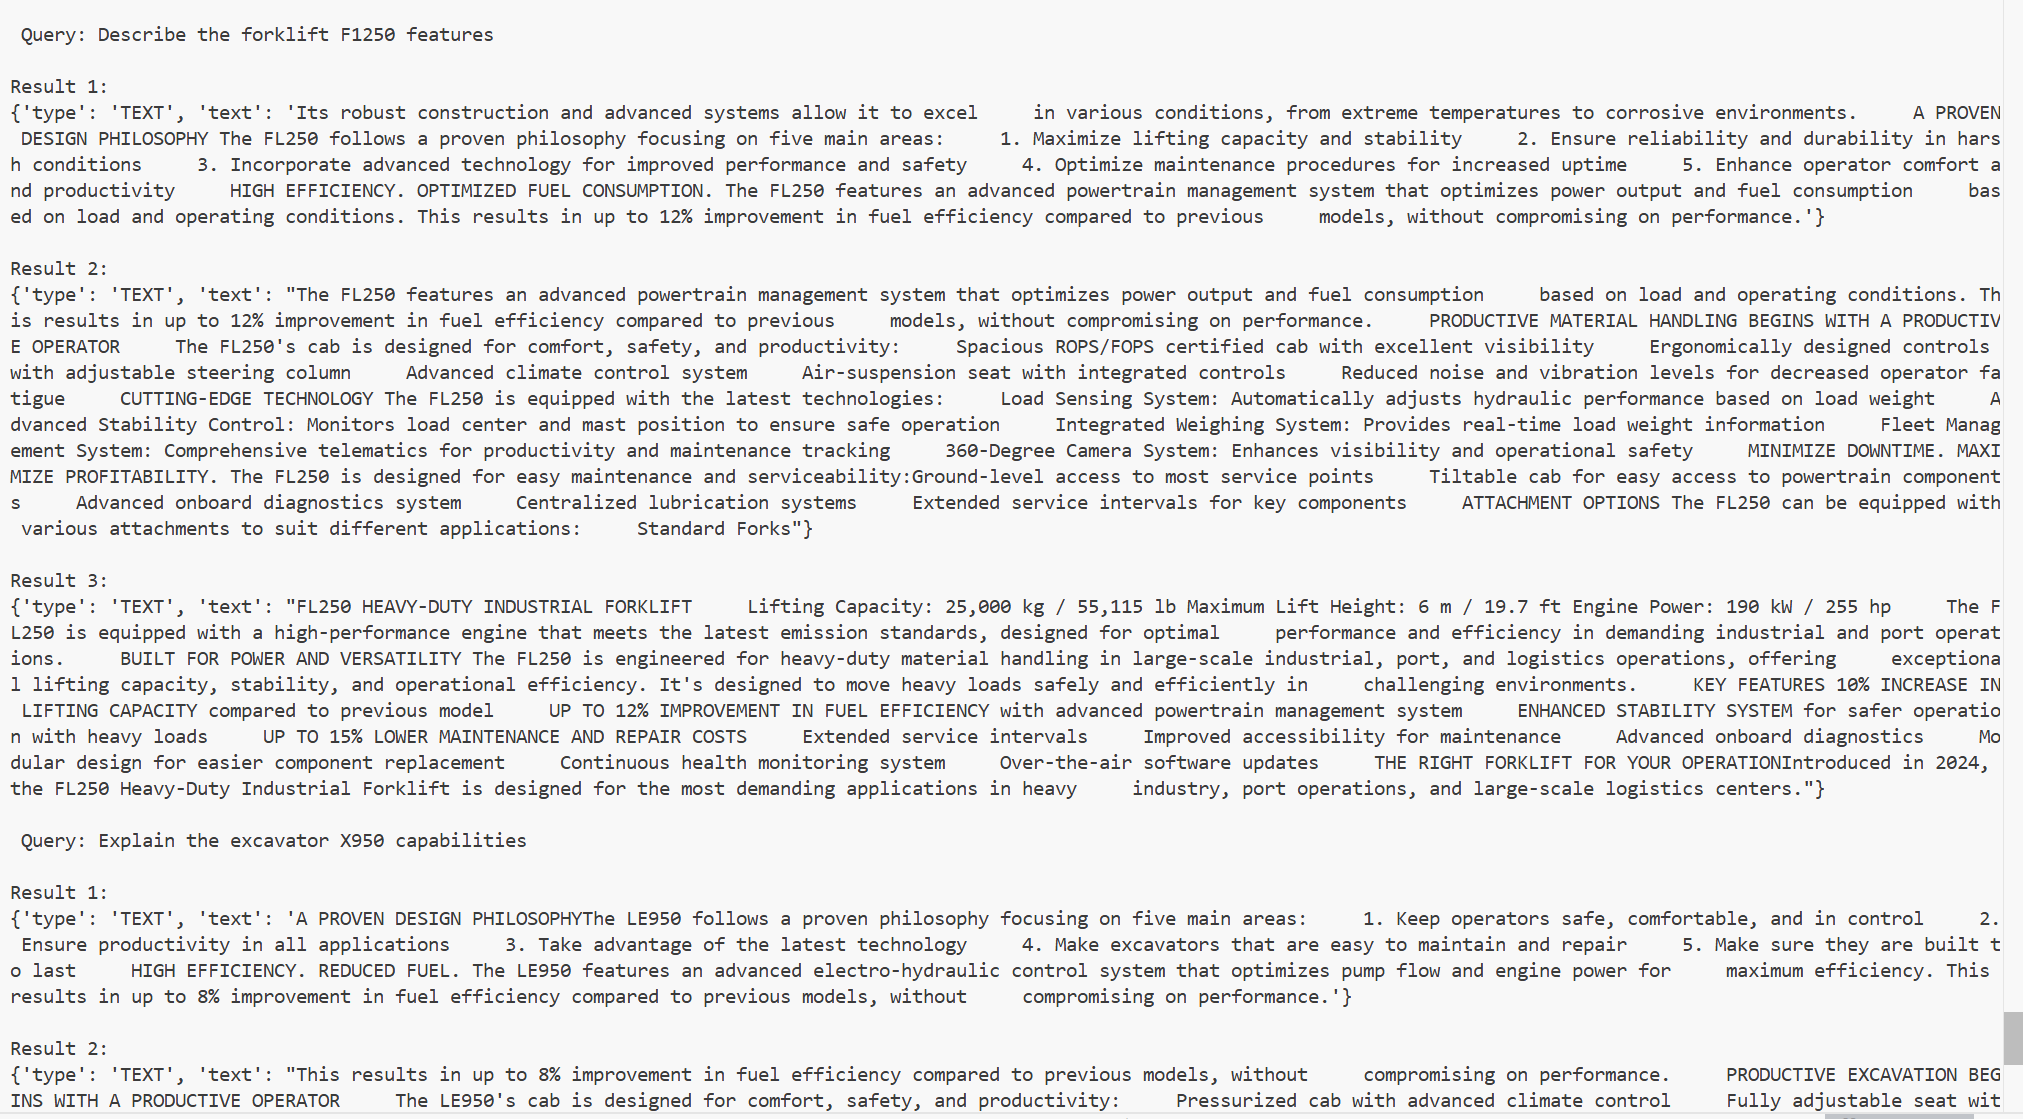 Query: Describe the forklift F1250 features
Result 1:
{'type': 'TEXT', 'text': 'Its robust construction and advanced systems allow it to excel     in various conditions, from extreme temperatures to corrosive environments.     A PROVEN
DESIGN PHILOSOPHY The FL250 follows a proven philosophy focusing on five main areas:     1. Maximize lifting capacity and stability     2. Ensure reliability and durability in hars
h conditions     3. Incorporate advanced technology for improved performance and safety     4. Optimize maintenance procedures for increased uptime     5. Enhance operator comfort a
nd productivity     HIGH EFFICIENCY. OPTIMIZED FUEL CONSUMPTION. The FL250 features an advanced powertrain management system that optimizes power output and fuel consumption     bas
ed on load and operating conditions. This results in up to 12% improvement in fuel efficiency compared to previous     models, without compromising on performance.'}
Result 2:
{'type': 'TEXT', 'text': "The FL250 features an advanced powertrain management system that optimizes power output and fuel consumption     based on load and operating conditions. Th
is results in up to 12% improvement in fuel efficiency compared to previous     models, without compromising on performance.     PRODUCTIVE MATERIAL HANDLING BEGINS WITH A PRODUCTIV
E OPERATOR     The FL250's cab is designed for comfort, safety, and productivity:     Spacious ROPS/FOPS certified cab with excellent visibility     Ergonomically designed controls
with adjustable steering column     Advanced climate control system     Air-suspension seat with integrated controls     Reduced noise and vibration levels for decreased operator fa
tigue     CUTTING-EDGE TECHNOLOGY The FL250 is equipped with the latest technologies:     Load Sensing System: Automatically adjusts hydraulic performance based on load weight     A
dvanced Stability Control: Monitors load center and mast position to ensure safe operation     Integrated Weighing System: Provides real-time load weight information     Fleet Manag
ement System: Comprehensive telematics for productivity and maintenance tracking     360-Degree Camera System: Enhances visibility and operational safety     MINIMIZE DOWNTIME. MAXI
MIZE PROFITABILITY. The FL250 is designed for easy maintenance and serviceability:Ground-level access to most service points     Tiltable cab for easy access to powertrain component
s     Advanced onboard diagnostics system     Centralized lubrication systems     Extended service intervals for key components     ATTACHMENT OPTIONS The FL250 can be equipped with
various attachments to suit different applications:     Standard Forks"}
Result 3:
{'type': 'TEXT', 'text': "FL250 HEAVY-DUTY INDUSTRIAL FORKLIFT     Lifting Capacity: 25,000 kg / 55,115 lb Maximum Lift Height: 6 m / 19.7 ft Engine Power: 190 kW / 255 hp     The F
L250 is equipped with a high-performance engine that meets the latest emission standards, designed for optimal     performance and efficiency in demanding industrial and port operat
ions.     BUILT FOR POWER AND VERSATILITY The FL250 is engineered for heavy-duty material handling in large-scale industrial, port, and logistics operations, offering     exceptiona
l lifting capacity, stability, and operational efficiency. It's designed to move heavy loads safely and efficiently in     challenging environments.     KEY FEATURES 10% INCREASE IN
LIFTING CAPACITY compared to previous model     UP TO 12% IMPROVEMENT IN FUEL EFFICIENCY with advanced powertrain management system     ENHANCED STABILITY SYSTEM for safer operatio
n with heavy loads     UP TO 15% LOWER MAINTENANCE AND REPAIR COSTS     Extended service intervals     Improved accessibility for maintenance     Advanced onboard diagnostics     Mo
dular design for easier component replacement     Continuous health monitoring system     Over-the-air software updates     THE RIGHT FORKLIFT FOR YOUR OPERATIONIntroduced in 2024,
the FL250 Heavy-Duty Industrial Forklift is designed for the most demanding applications in heavy     industry, port operations, and large-scale logistics centers."}
Query: Explain the excavator X950 capabilities
Result 1:
{'type': 'TEXT', 'text': 'A PROVEN DESIGN PHILOSOPHYThe LE950 follows a proven philosophy focusing on five main areas:     1. Keep operators safe, comfortable, and in control     2.
Ensure productivity in all applications     3. Take advantage of the latest technology     4. Make excavators that are easy to maintain and repair     5. Make sure they are built t
o last     HIGH EFFICIENCY. REDUCED FUEL. The LE950 features an advanced electro-hydraulic control system that optimizes pump flow and engine power for     maximum efficiency. This
results in up to 8% improvement in fuel efficiency compared to previous models, without     compromising on performance.'}
Result 2:
{'type': 'TEXT', 'text': "This results in up to 8% improvement in fuel efficiency compared to previous models, without     compromising on performance.     PRODUCTIVE EXCAVATION BEG
INS WITH A PRODUCTIVE OPERATOR     The LE950's cab is designed for comfort, safety, and productivity:     Pressurized cab with advanced climate control     Fully adjustable seat wit